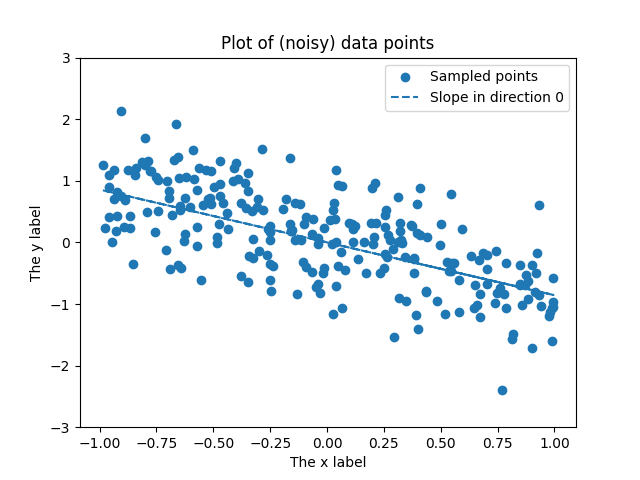 Plot of (noisy) data points
Sampled points
Slope in direction 0
3
2
1
0
−1
−2
−3
The y label
−1.00 −0.75 −0.50 −0.25 0.00 0.25 0.50 0.75 1.00
The x label